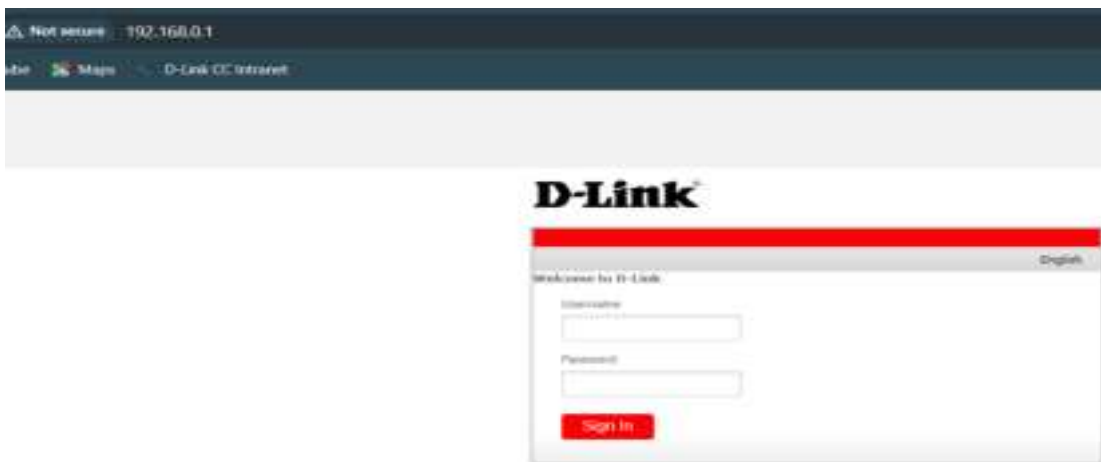 Not secure 192.168.0.1
Maps D-Link CC Intranet
D-Link
English
Welcome to D-Link
Username
Password
Sign In